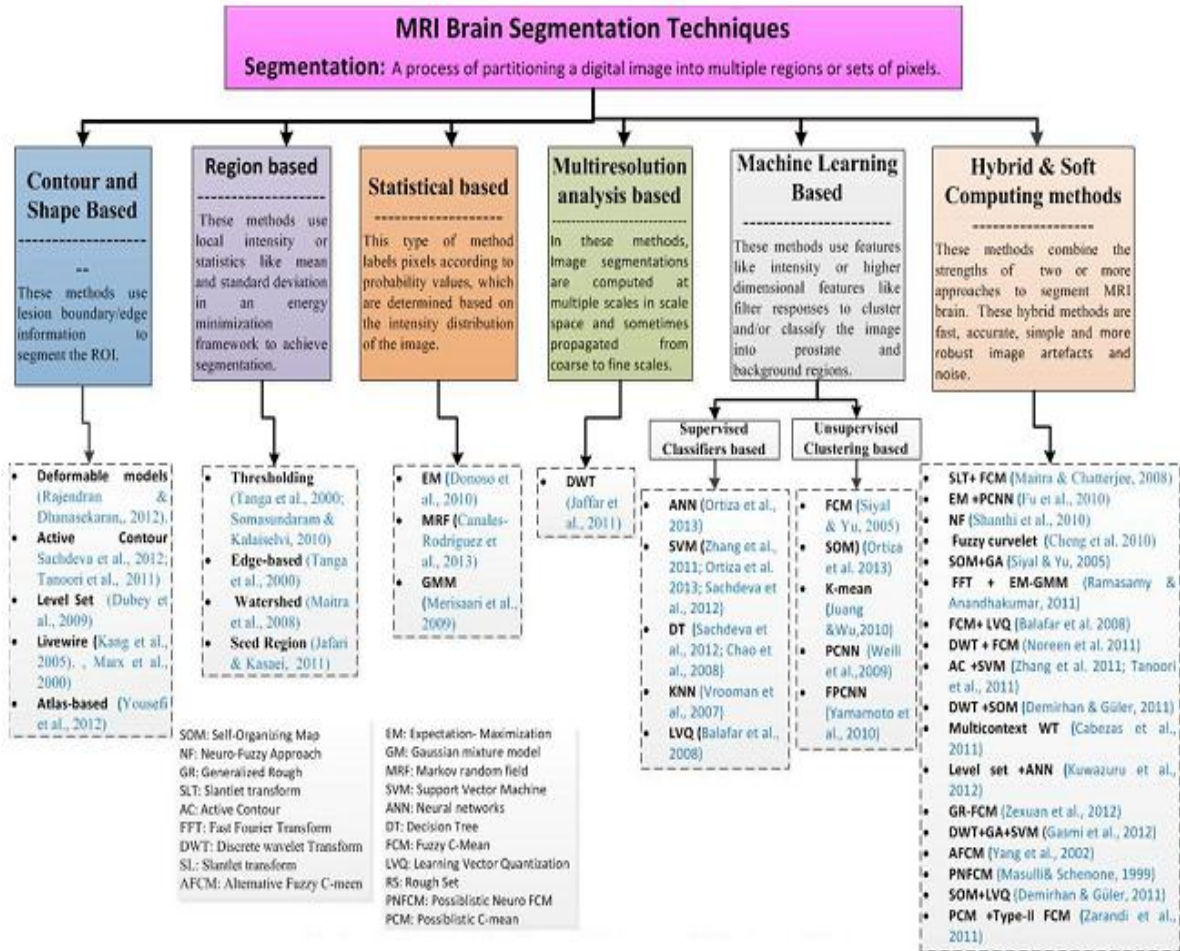 MRI Brain Segmentation Techniques
Segmentation: A process of partitioning a digital image into multiple regions or sets of pixels.
Contour and
Shape Based
--
These methods use
lesion boundary/edge
information to
segment the ROI.
Region based
These methods use
local intensity or
statistics like mean
and standard deviation
in an energy
minimization
framework to achieve
segmentation.
Statistical based
This type of method
labels pixels according to
probability values, which
are determined based on
the intensity distribution
of the image.
Multiresolution
analysis based
In these methods,
Image segmentations
are computed at
multiple scales in scale
space and sometimes
propagated from
coarse to fine scales.
Machine Learning
Based
These methods use features
like intensity or higher
dimensional features like
filter responses to cluster
and/or classify the image
into prostate and
background regions.
Hybrid & Soft
Computing methods
These methods combine the
strengths of two or more
approaches to segment MRI
brain. These hybrid methods are
fast, accurate, simple and more
robust image artefacts and
noise.
Supervised
Classifiers based
Unsupervised
Clustering based
• Deformable models
(Rajendran &
Dhanasekaran,, 2012).
• Active Contour
Sachdeva et al., 2012;
Tanoori et al., 2011)
• Level Set (Dubey et
al., 2009)
• Livewire (Kang et al.,
2005). , Marx et al.,
2000)
• Atlas-based (Yousefi
et al., 2012)
• Thresholding
(Tanga et al., 2000;
Somasundaram &
Kalaiselvi, 2010)
• Edge-based (Tanga
et al., 2000)
• Watershed (Maitra
et al., 2008)
• Seed Region (Jafari
& Kasaei, 2011)
• EM (Donoso et
al., 2010)
• MRF (Canales-
Rodriguez et
al., 2013)
• GMM
(Merisaari et al.,
2009)
• DWT
(Jaffar et
al., 2011)
• ANN (Ortiza et al.,
2013)
• SVM (Zhang et al.,
2011; Ortiza et al.
2013; Sachdeva et
al., 2012)
• DT (Sachdeva et
al., 2012; Chao et
al., 2008)
• KNN (Vrooman et
al., 2007)
• LVQ (Balafar et al.,
2008)
• FCM (Siyal
& Yu, 2005)
• SOM) (Ortiza
et al. 2013)
• K-mean
(Juang
&Wu,2010)
• PCNN (Weili
et al.,2009)
• FPCNN
(Yamamoto et
al., 2010)
• SLT+ FCM (Maitra & Chatterjee, 2008)
• EM +PCNN (Fu et al., 2010)
• NF (Shanthi et al., 2010)
• Fuzzy curvelet (Cheng et al. 2010)
• SOM+GA (Siyal & Yu, 2005)
• FFT + EM-GMM (Ramasamy &
Anandhakumar, 2011)
• FCM+ LVQ (Balafar et al. 2008)
• DWT + FCM (Noreen et al. 2011)
• AC +SVM (Zhang et al. 2011; Tanoori
et al., 2011)
• DWT +SOM (Demirhan & Güler, 2011)
• Multicontext WT (Cabezas et al.,
2011)
• Level set +ANN (Kuwazuru et al.,
2012)
• GR-FCM (Zexuan et al., 2012)
• DWT+GA+SVM (Gasmi et al., 2012)
• AFCM (Yang et al., 2002)
• PNFCM (Masulli& Schenone, 1999)
• SOM+LVQ (Demirhan & Güler, 2011)
• PCM +Type-II FCM (Zarandi et al.,
2011)
SOM: Self-Organizing Map
NF: Neuro-Fuzzy Approach
GR: Generalized Rough
SLT: Slantlet transform
AC: Active Contour
FFT: Fast Fourier Transform
DWT: Discrete wavelet Transform
SL: Slantlet transform
AFCM: Alternative Fuzzy C-meen
EM: Expectation- Maximization
GM: Gaussian mixture model
MRF: Markov random field
SVM: Support Vector Machine
ANN: Neural networks
DT: Decision Tree
FCM: Fuzzy C-Mean
LVQ: Learning Vector Quantization
RS: Rough Set
PNFCM: Possiblistic Neuro FCM
PCM: Possiblistic C-mean